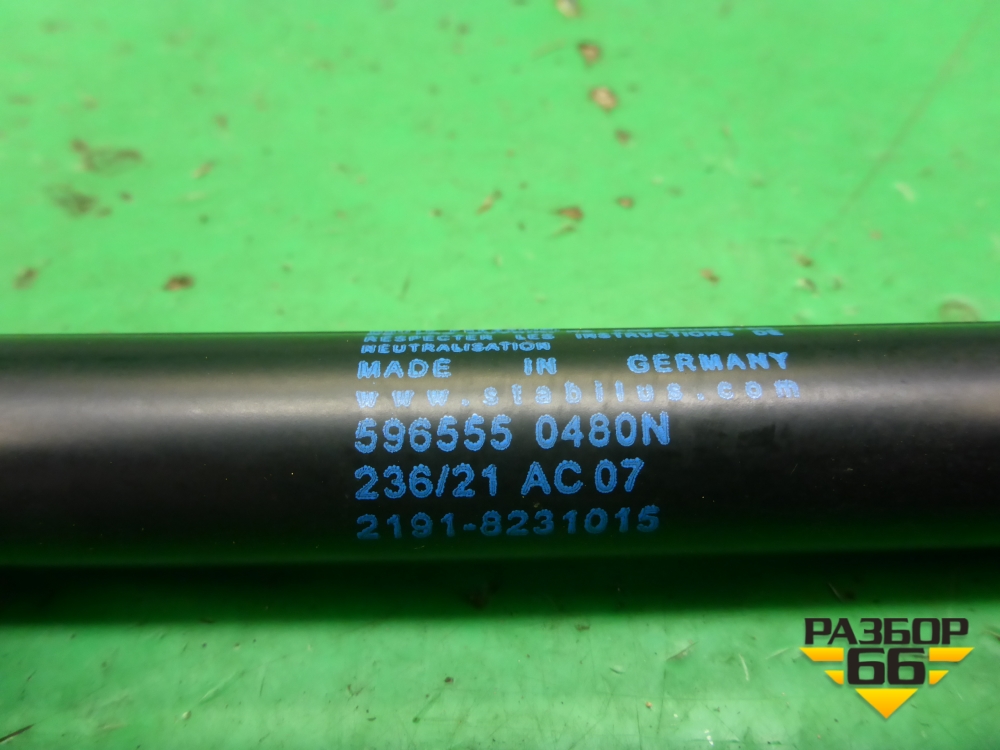 RESPECTER LES INSTRUCTIONS DE
NEUTRALISATION
MADE IN GERMANY
www.stabilus.com
596555 0480N
236/21 AC 07
2191-8231015
РАЗБОР
66